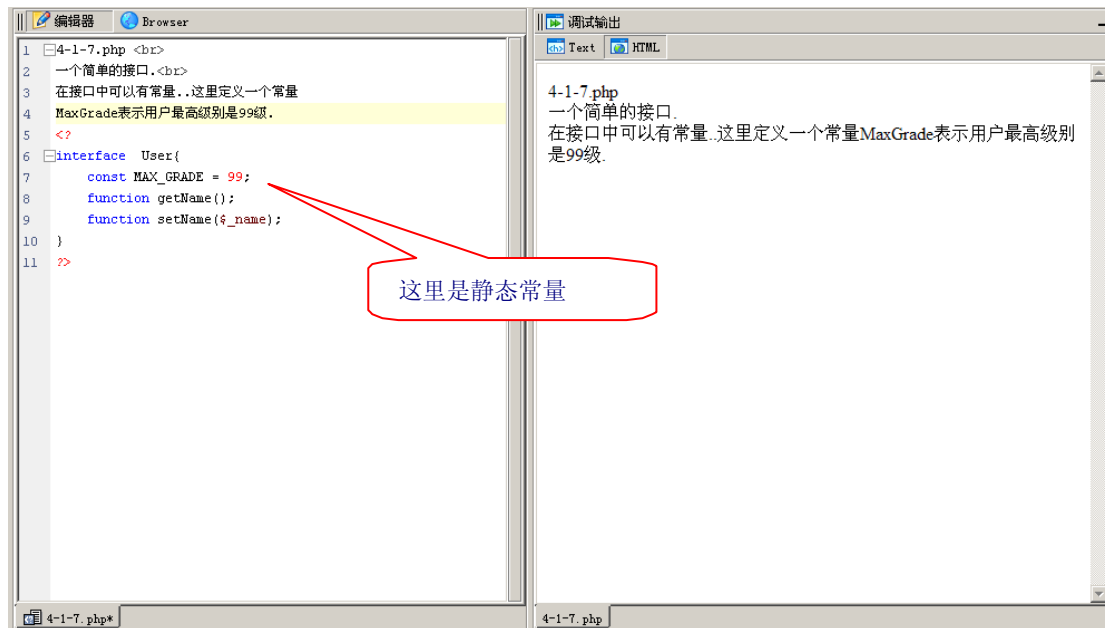 编辑器 Browser
1 4-1-7.php <br>
2 一个简单的接口.<br>
3 在接口中可以有常量..这里定义一个常量
4 MaxGrade表示用户最高级别是99级.
5 <?
6 interface User{
7 const MAX_GRADE = 99;
8 function getName();
9 function setName($_name);
10 }
11 ?>
这里是静态常量
4-1-7.php*
调试输出
Text HTML
4-1-7.php
一个简单的接口.
在接口中可以有常量..这里定义一个常量MaxGrade表示用户最高级别
是99级.
4-1-7.php